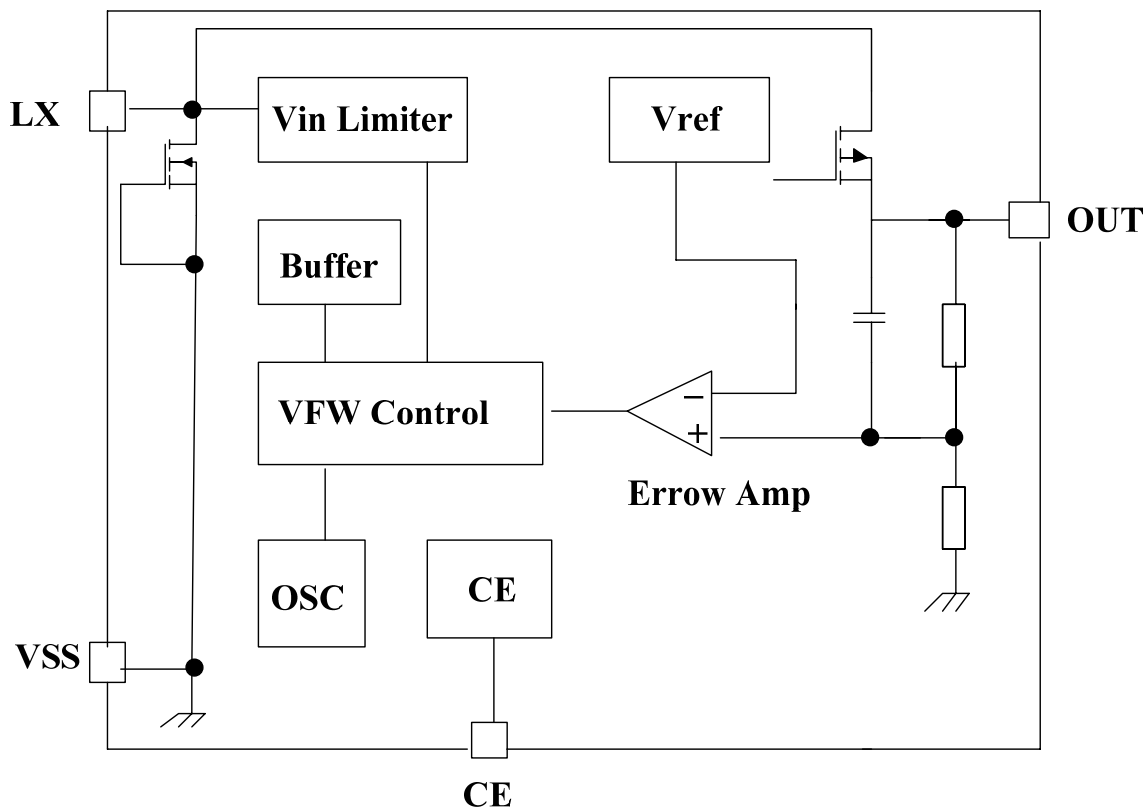 LX
Vin Limiter
Vref
OUT
Buffer
VFW Control
−
+
Errow Amp
OSC
CE
VSS
CE